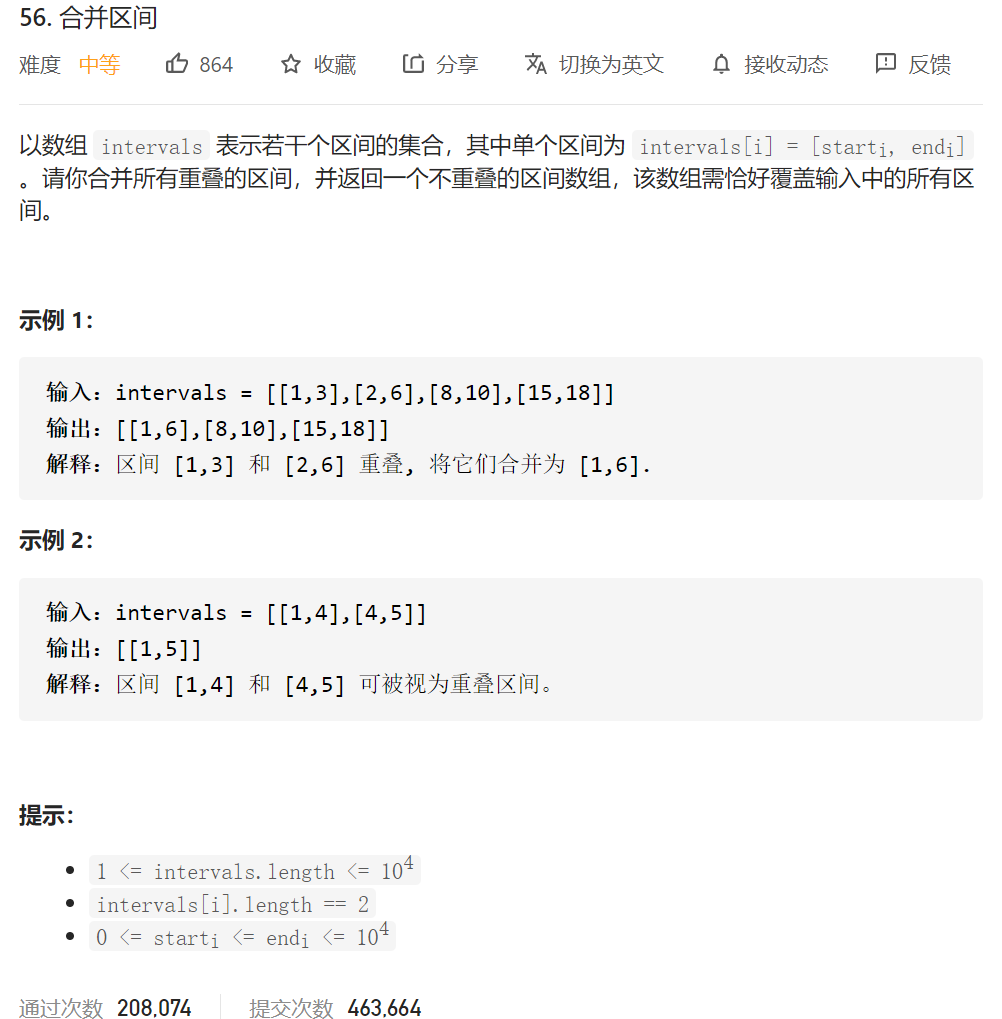 56. 合并区间
难度 中等 864 收藏 分享 切换为英文 接收动态 反馈
以数组 intervals 表示若干个区间的集合，其中单个区间为 intervals[i] = [starti, endi]
。请你合并所有重叠的区间，并返回一个不重叠的区间数组，该数组需恰好覆盖输入中的所有区
间。
示例 1：
输入：intervals = [[1,3],[2,6],[8,10],[15,18]]
输出：[[1,6],[8,10],[15,18]]
解释：区间 [1,3] 和 [2,6] 重叠, 将它们合并为 [1,6].
示例 2：
输入：intervals = [[1,4],[4,5]]
输出：[[1,5]]
解释：区间 [1,4] 和 [4,5] 可被视为重叠区间。
提示：
1 <= intervals.length <= 10^4
intervals[i].length == 2
0 <= starti <= endi <= 10^4
通过次数 208,074 提交次数 463,664